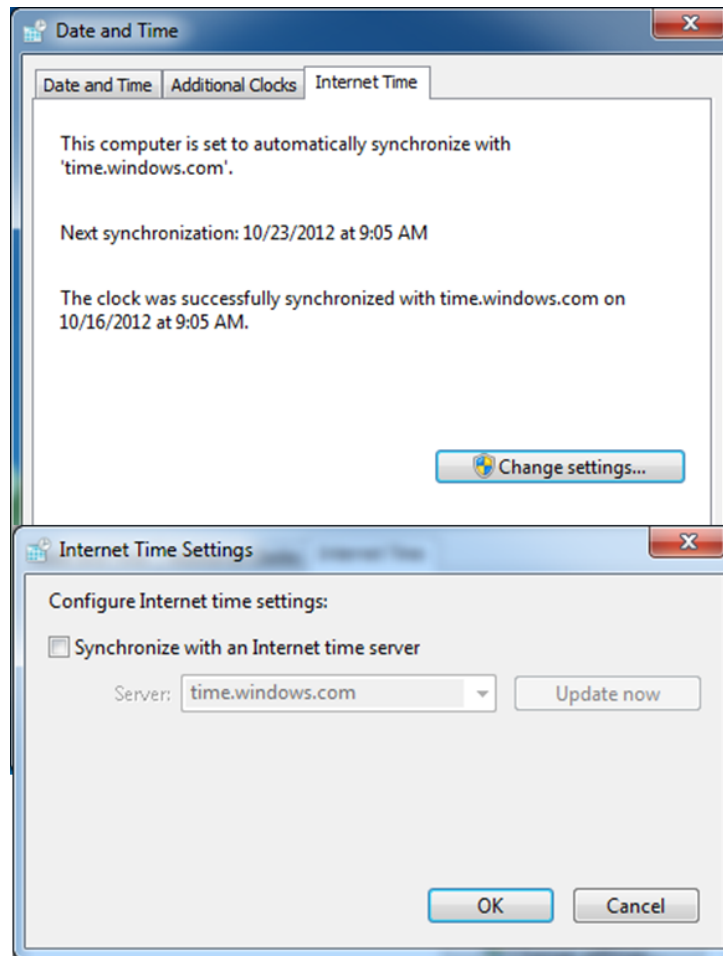 Date and Time
Date and Time Additional Clocks Internet Time
This computer is set to automatically synchronize with
'time.windows.com'.
Next synchronization: 10/23/2012 at 9:05 AM
The clock was successfully synchronized with time.windows.com on
10/16/2012 at 9:05 AM.
Change settings...
Internet Time Settings
Configure Internet time settings:
Synchronize with an Internet time server
Server: time.windows.com Update now
OK Cancel